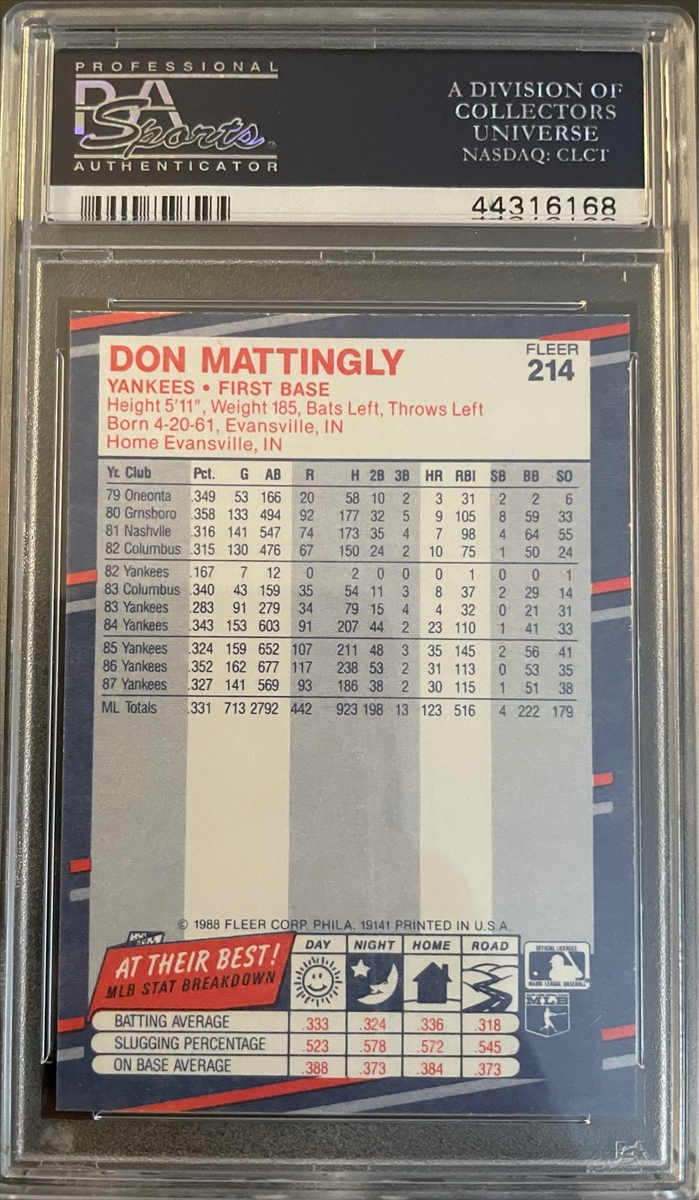 PROFESSIONAL
PSA
Sports®
AUTHENTICATOR
A DIVISION OF
COLLECTORS
UNIVERSE
NASDAQ: CLCT
44316168
DON MATTINGLY
YANKEES • FIRST BASE
Height 5'11", Weight 185, Bats Left, Throws Left
Born 4-20-61, Evansville, IN
Home Evansville, IN
FLEER
214
Yr. Club Pct. G AB R H 2B 3B HR RBI SB BB SO
79 Oneonta .349 53 166 20 58 10 2 3 31 2 2 6
80 Grnsboro .358 133 494 92 177 32 5 9 105 8 59 33
81 Nashvlle .316 141 547 74 173 35 4 7 98 4 64 55
82 Columbus .315 130 476 67 150 24 2 10 75 1 50 24
82 Yankees .167 7 12 0 2 0 0 0 1 0 0 1
83 Columbus .340 43 159 35 54 11 3 8 37 2 29 14
83 Yankees .283 91 279 34 79 15 4 4 32 0 21 31
84 Yankees .343 153 603 91 207 44 2 23 110 1 41 33
85 Yankees .324 159 652 107 211 48 3 35 145 2 56 41
86 Yankees .352 162 677 117 238 53 2 31 113 0 53 35
87 Yankees .327 141 569 93 186 38 2 30 115 1 51 38
ML Totals .331 713 2792 442 923 198 13 123 516 4 222 179
© 1988 FLEER CORP. PHILA. 19141 PRINTED IN U.S.A.
AT THEIR BEST!
MLB STAT BREAKDOWN
DAY NIGHT HOME ROAD
BATTING AVERAGE .333 .324 .336 .318
SLUGGING PERCENTAGE .523 .578 .572 .545
ON BASE AVERAGE .388 .373 .384 .373
OFFICIAL LICENSEE
MAJOR LEAGUE BASEBALL
MLB
PSA